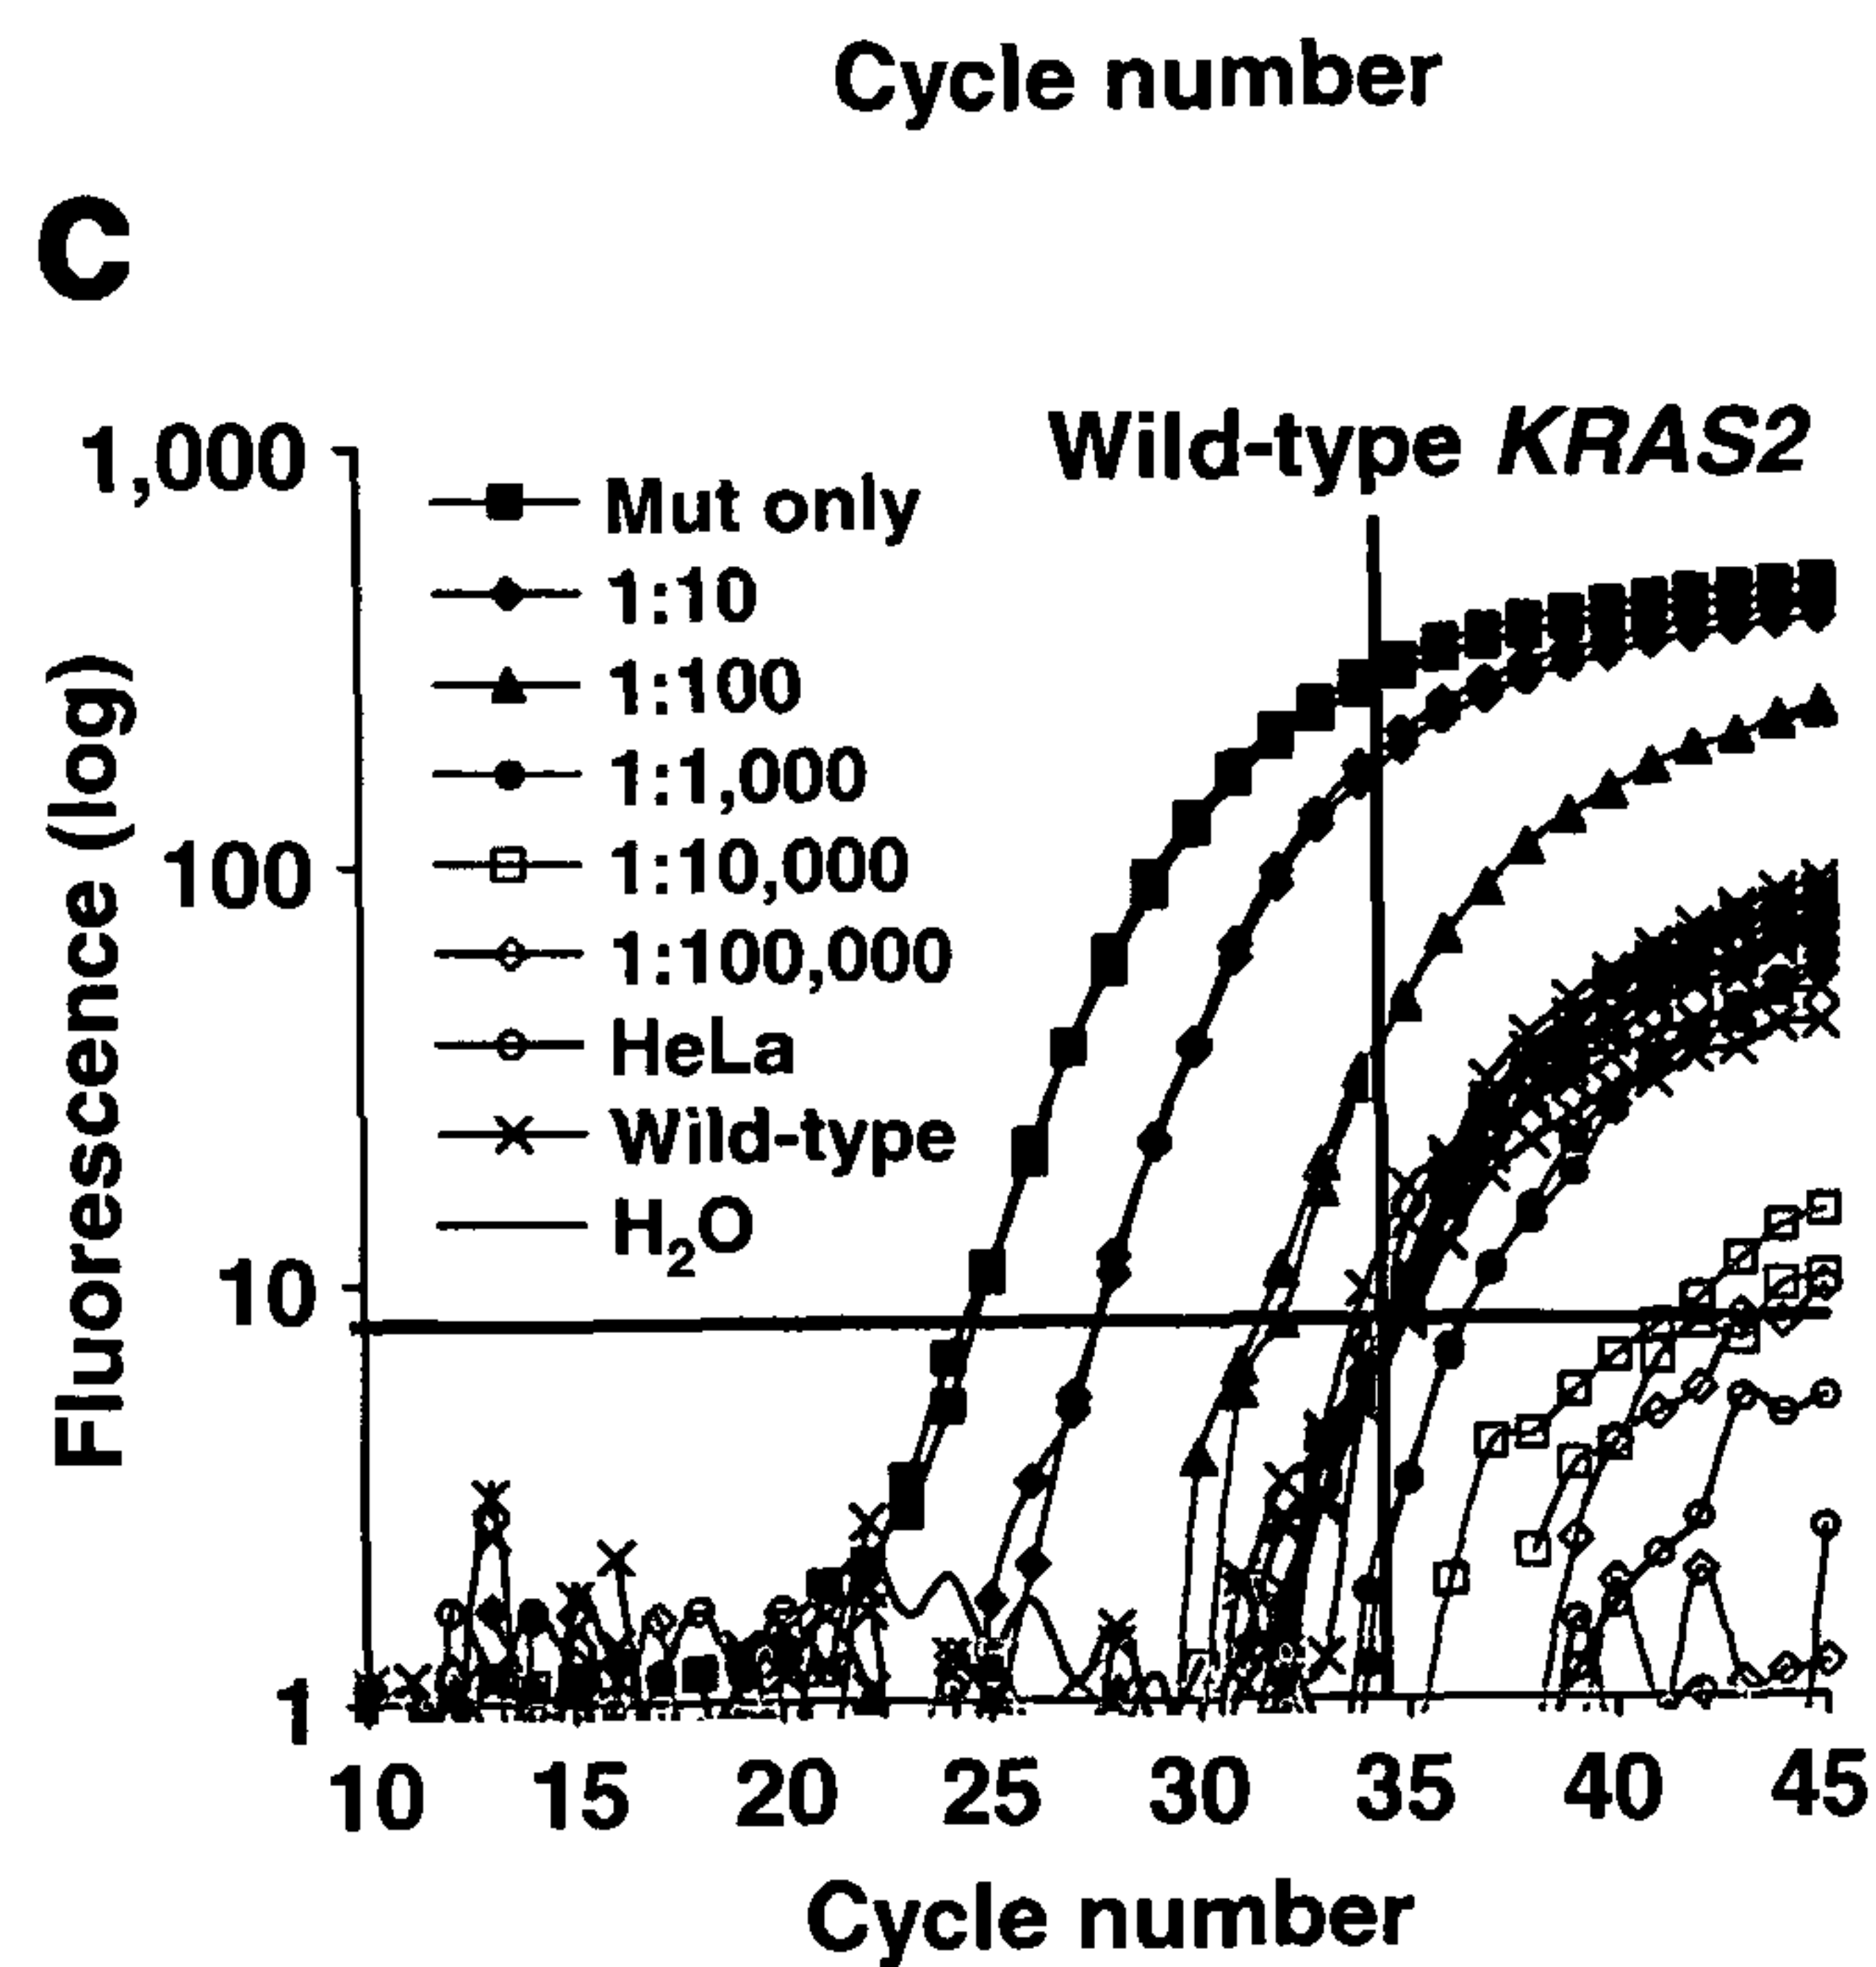 Cycle number
C
Wild-type KRAS2
1,000
100
10
1
Fluorescence (log)
Mut only
1:10
1:100
1:1,000
1:10,000
1:100,000
HeLa
Wild-type
H₂O
10 15 20 25 30 35 40 45
Cycle number